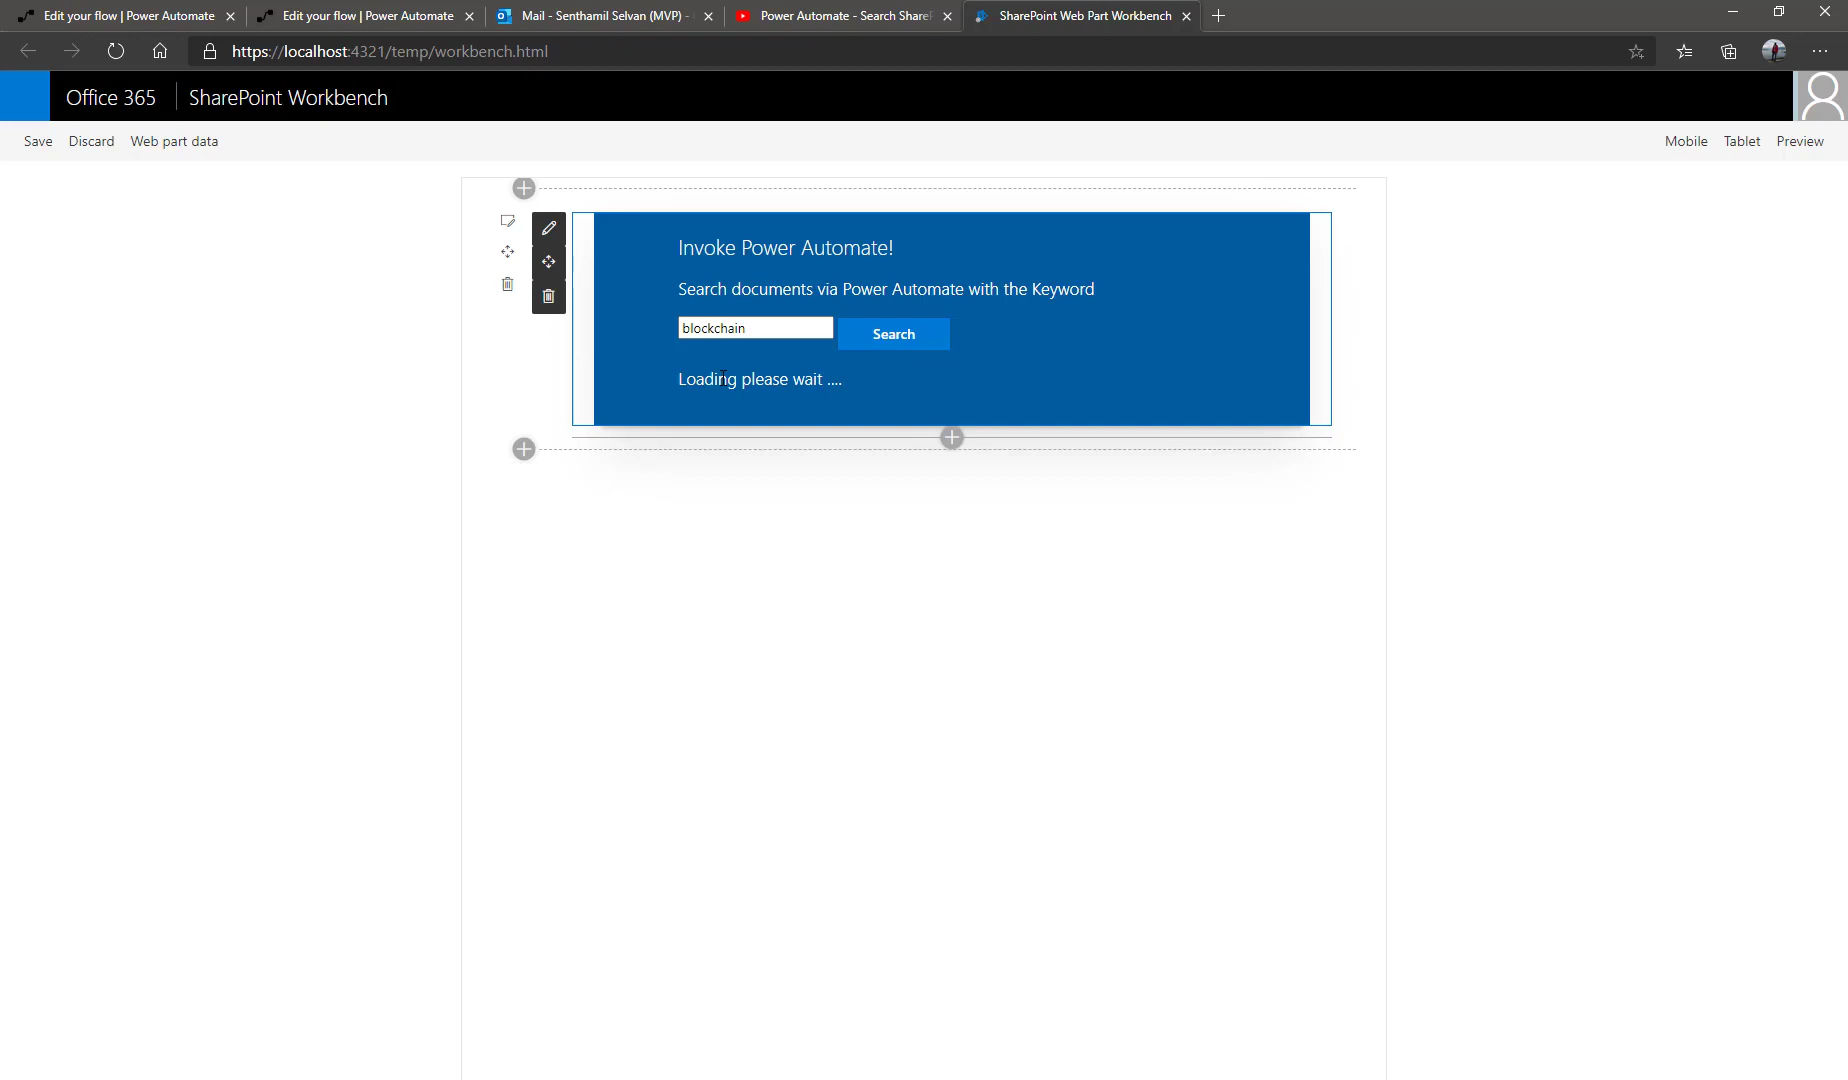 Edit your flow | Power Automate
Edit your flow | Power Automate
Mail - Senthamil Selvan (MVP) -
Power Automate - Search Share
SharePoint Web Part Workbench
https://localhost:4321/temp/workbench.html
Office 365
SharePoint Workbench
Save
Discard
Web part data
Mobile
Tablet
Preview
Invoke Power Automate!
Search documents via Power Automate with the Keyword
blockchain
Search
Loading please wait ....